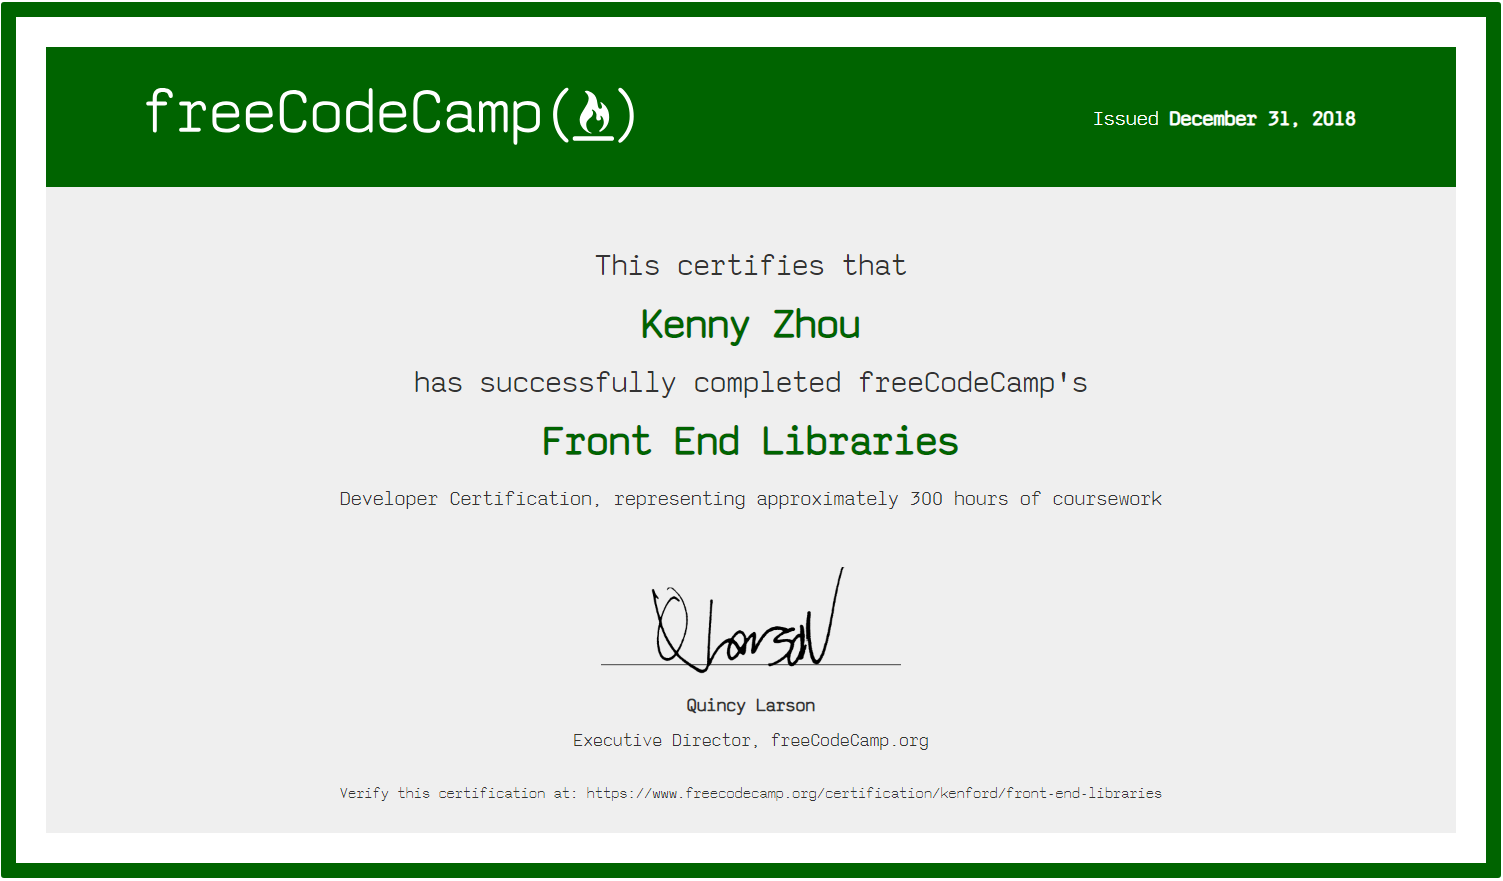 freeCodeCamp(🔥)
Issued December 31, 2018
This certifies that
Kenny Zhou
has successfully completed freeCodeCamp's
Front End Libraries
Developer Certification, representing approximately 300 hours of coursework
Q Larson
Quincy Larson
Executive Director, freeCodeCamp.org
Verify this certification at: https://www.freecodecamp.org/certification/kenford/front-end-libraries